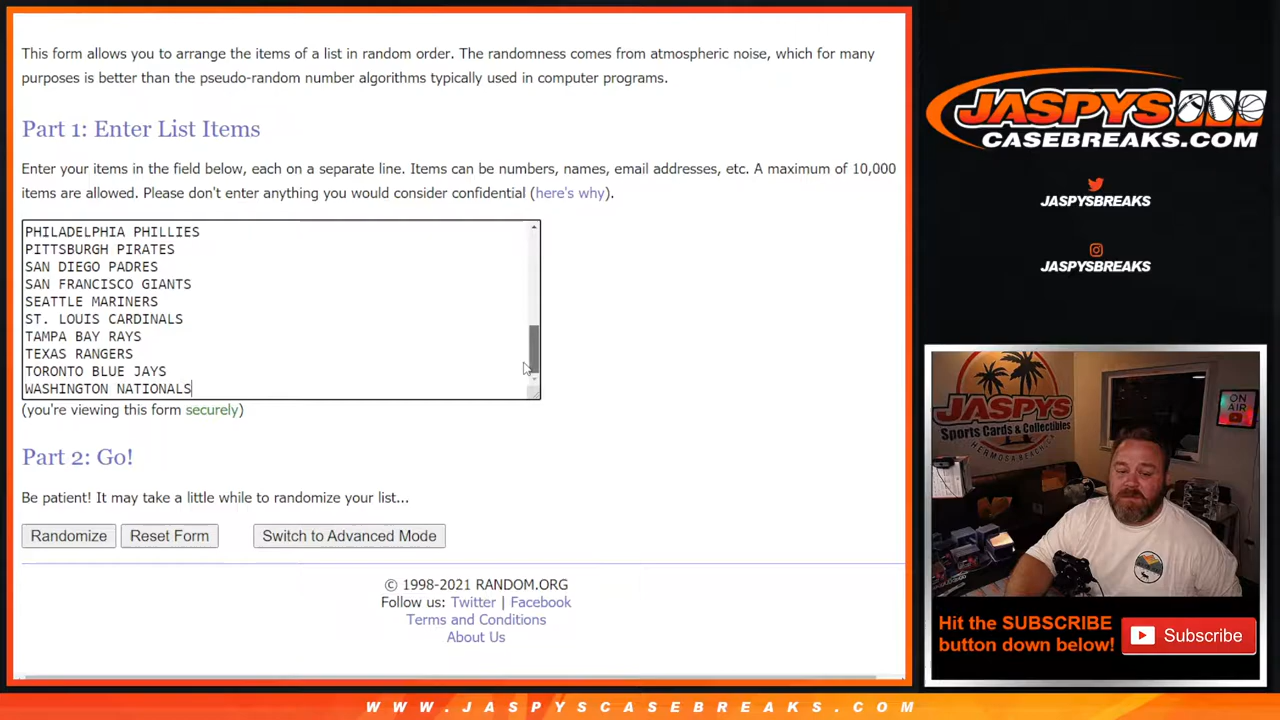 This form allows you to arrange the items of a list in random order. The randomness comes from atmospheric noise, which for many
purposes is better than the pseudo-random number algorithms typically used in computer programs.
Part 1: Enter List Items
Enter your items in the field below, each on a separate line. Items can be numbers, names, email addresses, etc. A maximum of 10,000
items are allowed. Please don't enter anything you would consider confidential (here's why).
PHILADELPHIA PHILLIES
PITTSBURGH PIRATES
SAN DIEGO PADRES
SAN FRANCISCO GIANTS
SEATTLE MARINERS
ST. LOUIS CARDINALS
TAMPA BAY RAYS
TEXAS RANGERS
TORONTO BLUE JAYS
WASHINGTON NATIONALS
(you're viewing this form securely)
Part 2: Go!
Be patient! It may take a little while to randomize your list...
Randomize
Reset Form
Switch to Advanced Mode
© 1998-2021 RANDOM.ORG
Follow us: Twitter | Facebook
Terms and Conditions
About Us
JASPYS
CASEBREAKS.COM
JASPYSBREAKS
JASPYSBREAKS
JASPYS
Sports Cards & Collectibles
HERMOSA BEACH, CA
ON
AIR
Hit the SUBSCRIBE
button down below!
Subscribe
WWW.JASPYSCASEBREAKS.COM